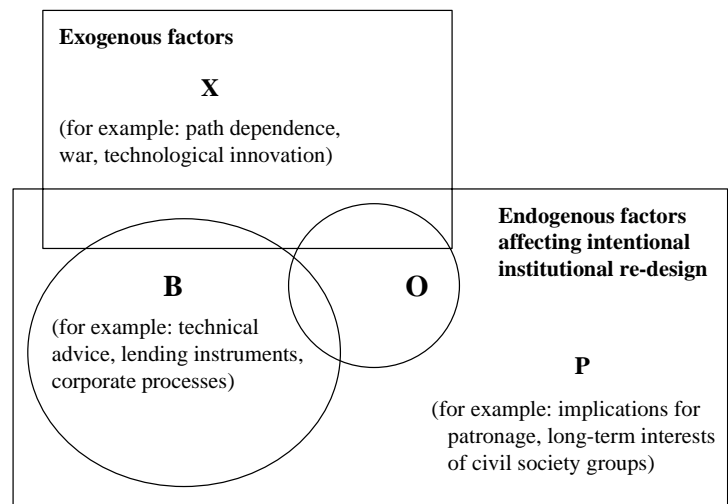 Exogenous factors
X
(for example: path dependence,
war, technological innovation)
Endogenous factors
affecting intentional
institutional re-design
B
O
(for example: technical
advice, lending instruments,
corporate processes)
P
(for example: implications for
patronage, long-term interests
of civil society groups)